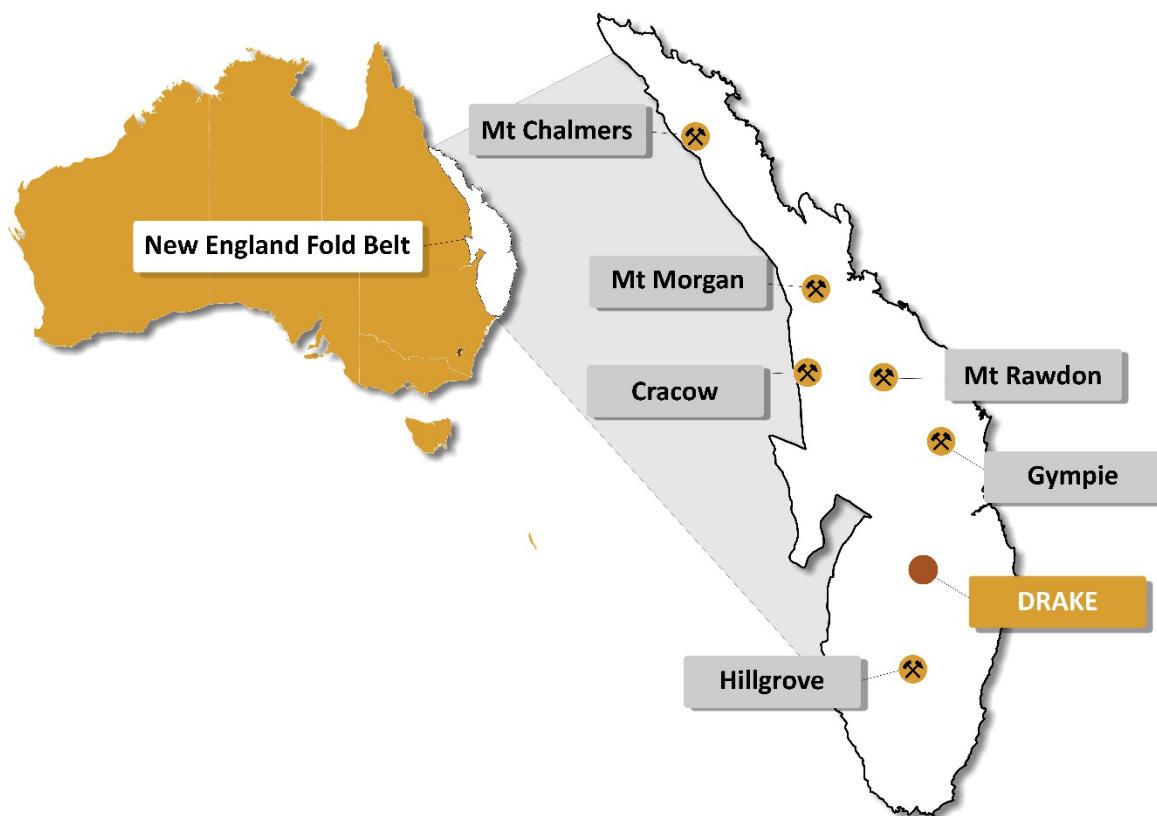 Mt Chalmers
New England Fold Belt
Mt Morgan
Mt Rawdon
Cracow
Gympie
DRAKE
Hillgrove